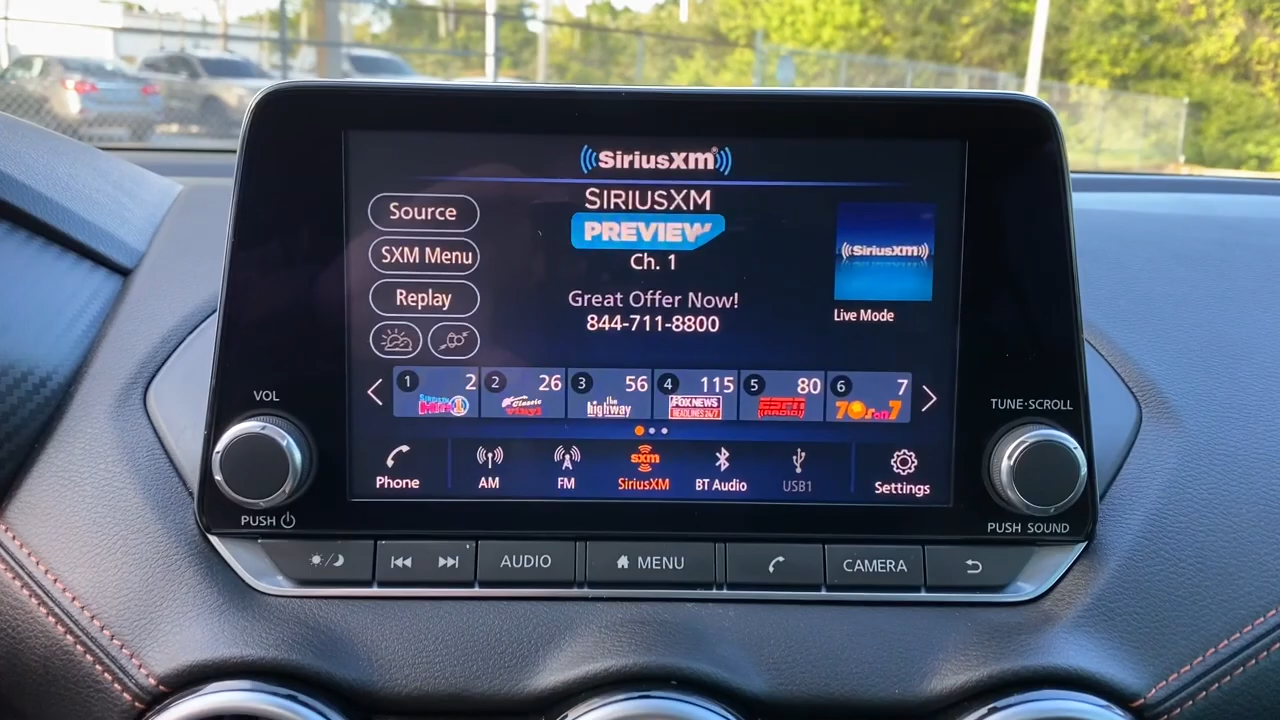 SiriusXM
SIRIUSXM
PREVIEW
Ch. 1
Great Offer Now!
844-711-8800
Source
SXM Menu
Replay
SiriusXM
Live Mode
1 2
2 26
Classic
vinyl
3 56
the
highway
4 115
FOX NEWS
HEADLINES 24/7
5 80
ESPN
RADIO
6 7
70s on 7
Phone
AM
FM
sxm
SiriusXM
BT Audio
USB1
Settings
VOL
PUSH
TUNE·SCROLL
PUSH SOUND
AUDIO
MENU
CAMERA